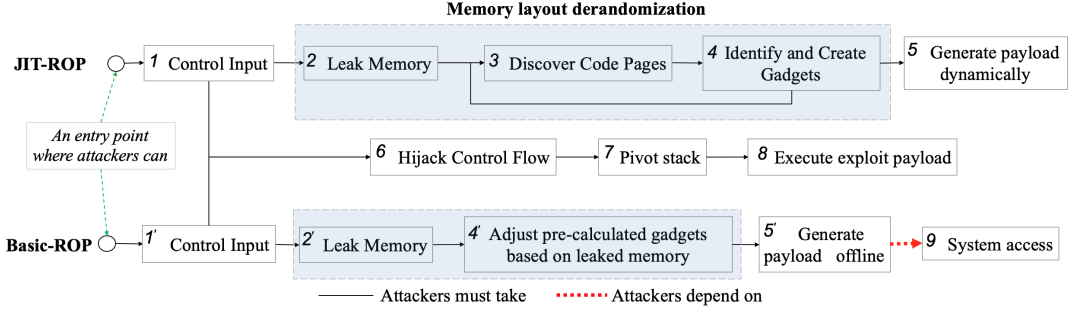 Memory layout derandomization
JIT-ROP
1 Control Input
2 Leak Memory
3 Discover Code Pages
4 Identify and Create
Gadgets
5 Generate payload
dynamically
An entry point
where attackers can
6 Hijack Control Flow
7 Pivot stack
8 Execute exploit payload
Basic-ROP
1′ Control Input
2′ Leak Memory
4′ Adjust pre-calculated gadgets
based on leaked memory
5′ Generate
payload offline
9 System access
Attackers must take
Attackers depend on